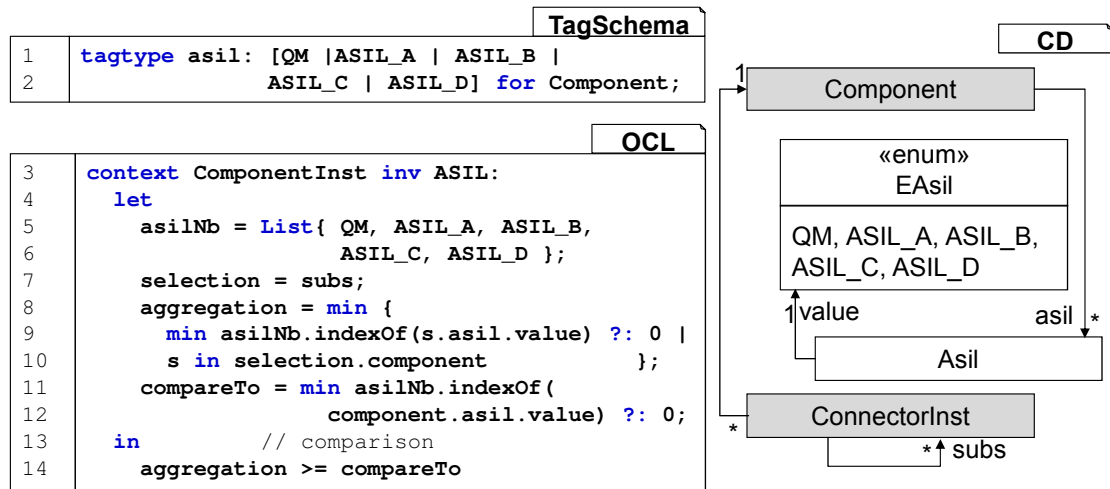 TagSchema
1 tagtype asil: [QM |ASIL_A | ASIL_B |
2 ASIL_C | ASIL_D] for Component;
OCL
3 context ComponentInst inv ASIL:
4 let
5 asilNb = List{ QM, ASIL_A, ASIL_B,
6 ASIL_C, ASIL_D };
7 selection = subs;
8 aggregation = min {
9 min asilNb.indexOf(s.asil.value) ?: 0 |
10 s in selection.component };
11 compareTo = min asilNb.indexOf(
12 component.asil.value) ?: 0;
13 in // comparison
14 aggregation >= compareTo
CD
1
Component
«enum»
EAsil
QM, ASIL_A, ASIL_B,
ASIL_C, ASIL_D
1 value
asil *
Asil
ConnectorInst
*
* subs